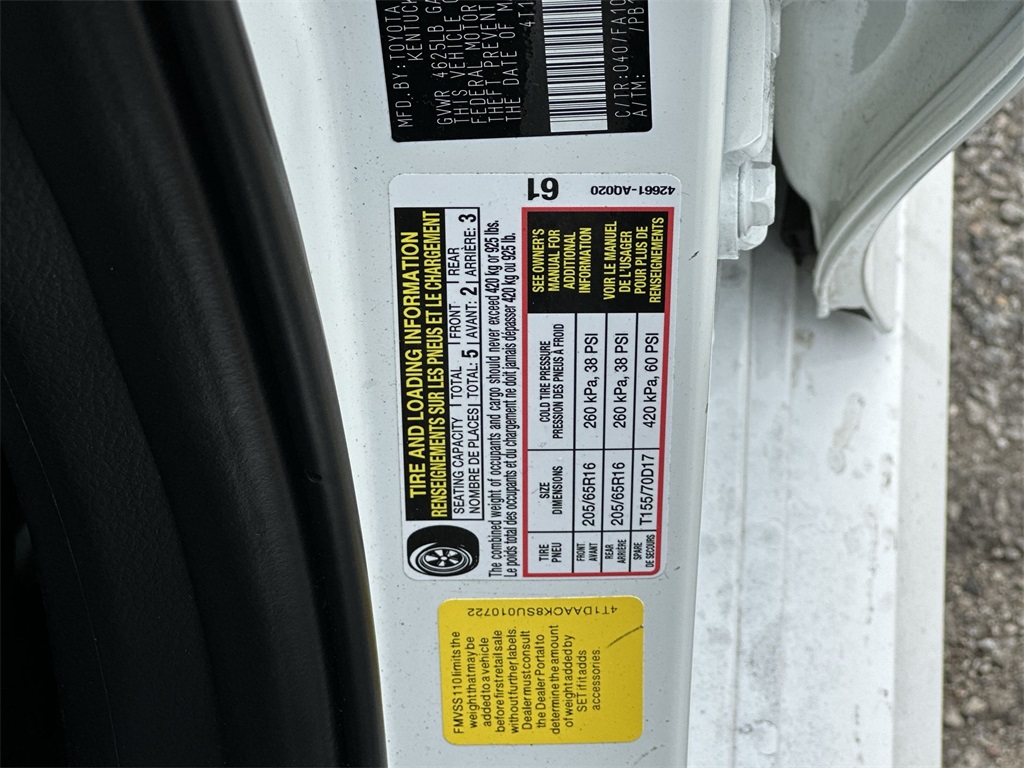 MFD. BY: TOYOTA
KENTUCK
GVWR 4625LB GA
THIS VEHICLE C
FEDERAL MOTOR
THEFT PREVENT
THE DATE OF M
4T1
C/TR:040/FA
A/TM: /PB
61
42661-AQ020
TIRE AND LOADING INFORMATION
RENSEIGNEMENTS SUR LES PNEUS ET LE CHARGEMENT
SEATING CAPACITY | TOTAL | FRONT | REAR
NOMBRE DE PLACES | TOTAL: 5 | AVANT: 2 | ARRIÈRE: 3
The combined weight of occupants and cargo should never exceed 420 kg or 925 lbs.
Le poids total des occupants et du chargement ne doit jamais dépasser 420 kg ou 925 lb.
TIRE SIZE COLD TIRE PRESSURE
PNEU DIMENSIONS PRESSION DES PNEUS À FROID
FRONT 205/65R16 260 kPa, 38 PSI
AVANT
REAR 205/65R16 260 kPa, 38 PSI
ARRIÈRE
SPARE T155/70D17 420 kPa, 60 PSI
DE SECOURS
SEE OWNER'S
MANUAL FOR
ADDITIONAL
INFORMATION
VOIR LE MANUEL
DE L'USAGER
POUR PLUS DE
RENSEIGNEMENTS
FMVSS 110 limits the
weight that may be
added to a vehicle
before first retail sale
without further labels.
Dealer must consult
the Dealer Portal to
determine the amount
of weight added by
SET if it adds
accessories.
4T1DAACK8SU010722